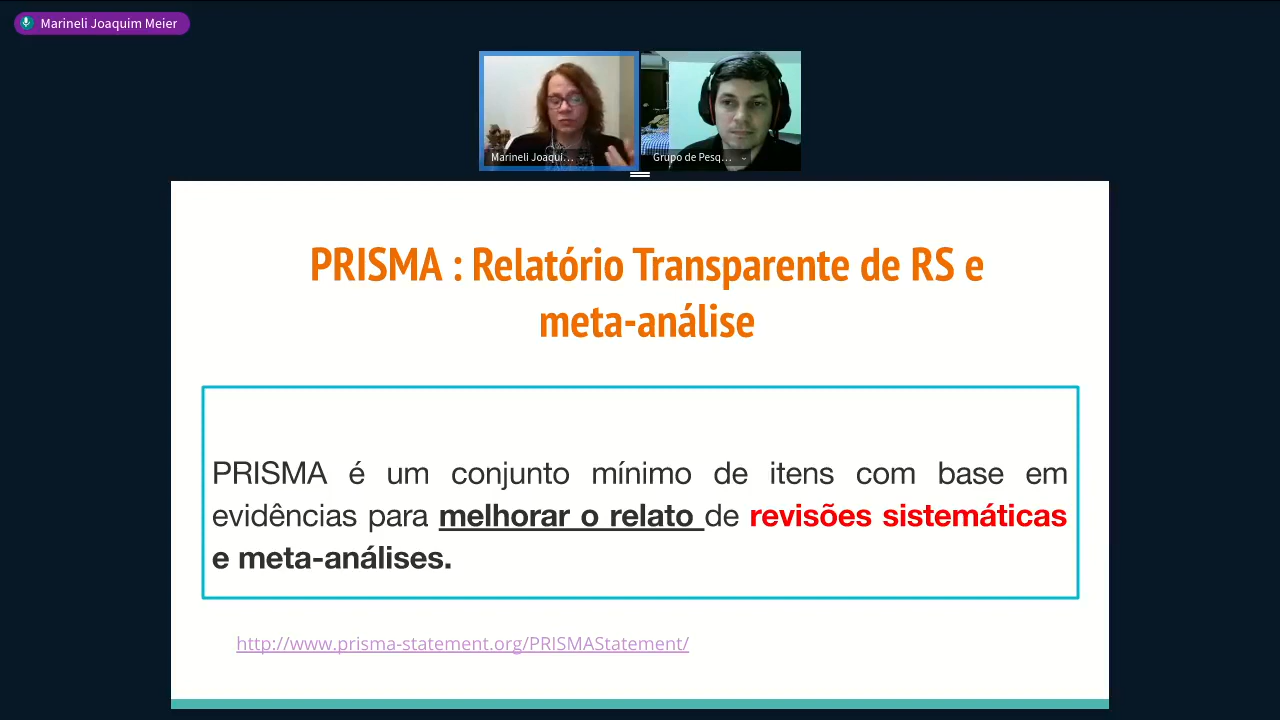 Marineli Joaquim Meier
Marineli Joaqui...
Grupo de Pesq...
PRISMA : Relatório Transparente de RS e
meta-análise
PRISMA é um conjunto mínimo de itens com base em
evidências para melhorar o relato de revisões sistemáticas
e meta-análises.
http://www.prisma-statement.org/PRISMAStatement/